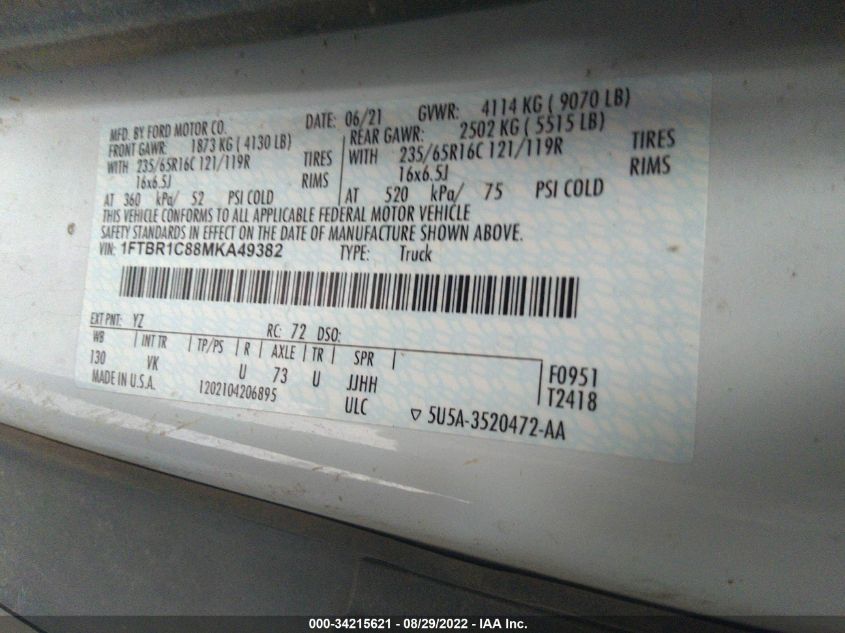 MFD. BY FORD MOTOR CO. DATE: 06/21 GVWR: 4114 KG ( 9070 LB)
FRONT GAWR: 1873 KG ( 4130 LB) REAR GAWR: 2502 KG ( 5515 LB)
WITH 235/65R16C 121/119R TIRES WITH 235/65R16C 121/119R TIRES
16x6.5J RIMS 16x6.5J RIMS
AT 360 kPa/ 52 PSI COLD AT 520 kPa/ 75 PSI COLD
THIS VEHICLE CONFORMS TO ALL APPLICABLE FEDERAL MOTOR VEHICLE
SAFETY STANDARDS IN EFFECT ON THE DATE OF MANUFACTURE SHOWN ABOVE.
VIN: 1FTBR1C88MKA49382 TYPE: Truck
EXT PNT: YZ RC: 72 DSO:
WB INT TR TP/PS R AXLE TR SPR
130 VK U 73 U JJHH F0951
MADE IN U.S.A. 1202104206895 ULC T2418
5U5A-3520472-AA
000-34215621 - 08/29/2022 - IAA Inc.